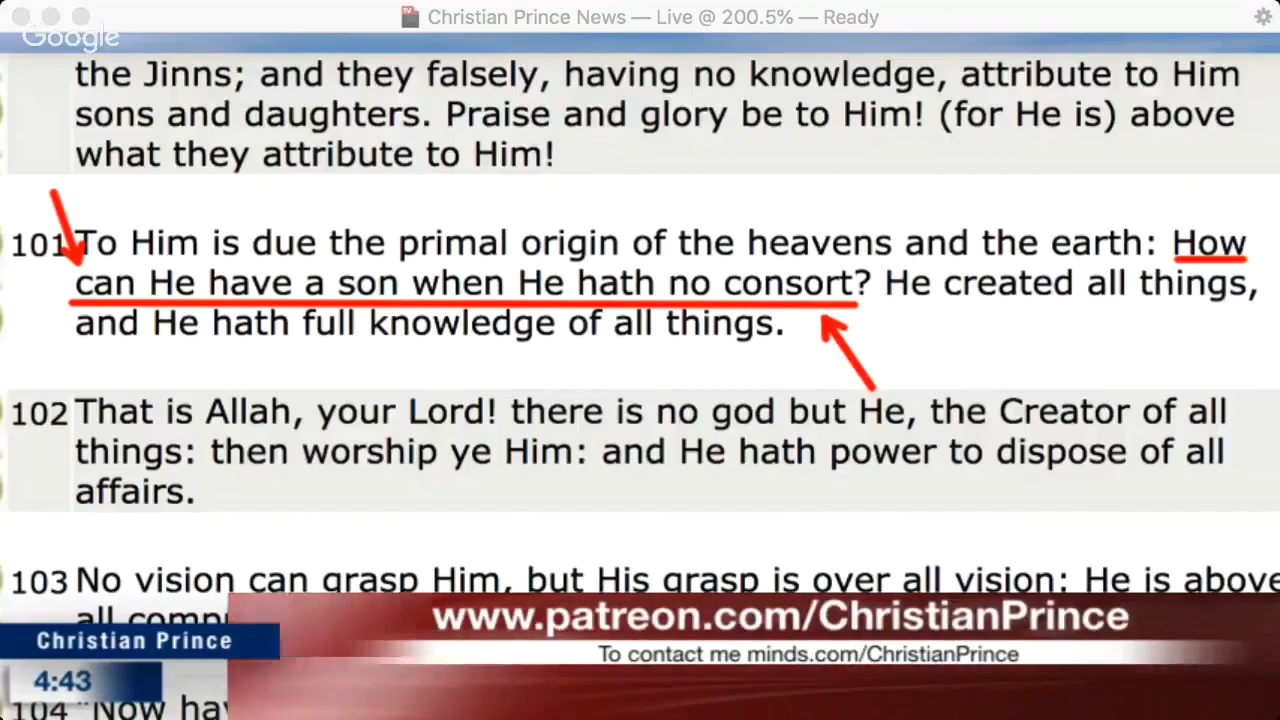 Christian Prince News — Live @ 200.5% — Ready
Google
the Jinns; and they falsely, having no knowledge, attribute to Him
sons and daughters. Praise and glory be to Him! (for He is) above
what they attribute to Him!
101 To Him is due the primal origin of the heavens and the earth: How
can He have a son when He hath no consort? He created all things,
and He hath full knowledge of all things.
102 That is Allah, your Lord! there is no god but He, the Creator of all
things: then worship ye Him: and He hath power to dispose of all
affairs.
103 No vision can grasp Him, but His grasp is over all vision: He is above
all
www.patreon.com/ChristianPrince
Christian Prince
To contact me minds.com/ChristianPrince
4:43
104 "Now